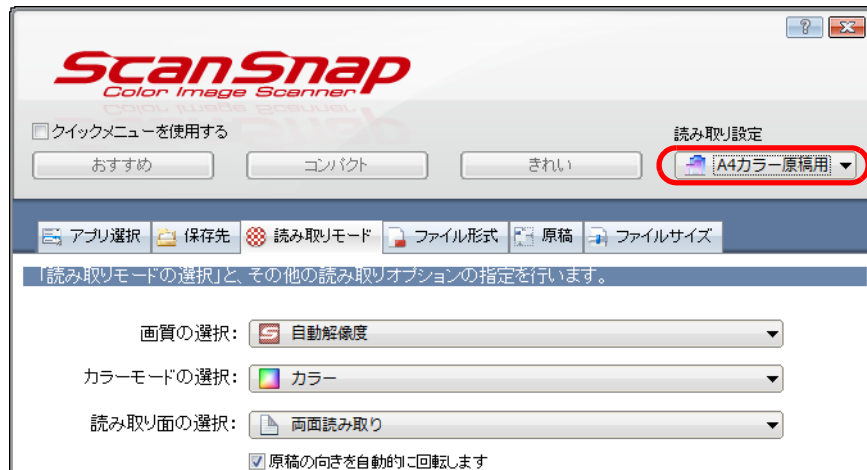 ScanSnap
Color Image Scanner
クイックメニューを使用する
読み取り設定
おすすめ
コンパクト
きれい
A4カラー原稿用
アプリ選択
保存先
読み取りモード
ファイル形式
原稿
ファイルサイズ
「読み取りモードの選択」と、その他の読み取りオプションの指定を行います。
画質の選択: 自動解像度
カラーモードの選択: カラー
読み取り面の選択: 両面読み取り
原稿の向きを自動的に回転します